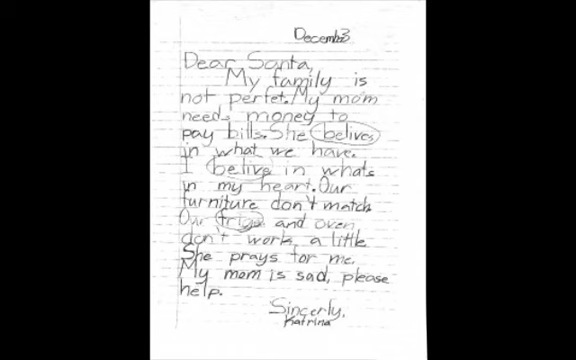 December 3
Dear Santa,
My family is
not perfet. My mom
needs money to
pay bills. She belives
in what we have.
I belive in whats
in my heart. Our
furniture don't match.
Our frige and oven
don't work a little
She prays for me.
My mom is sad, please
help.
Sincerly,
Katrina